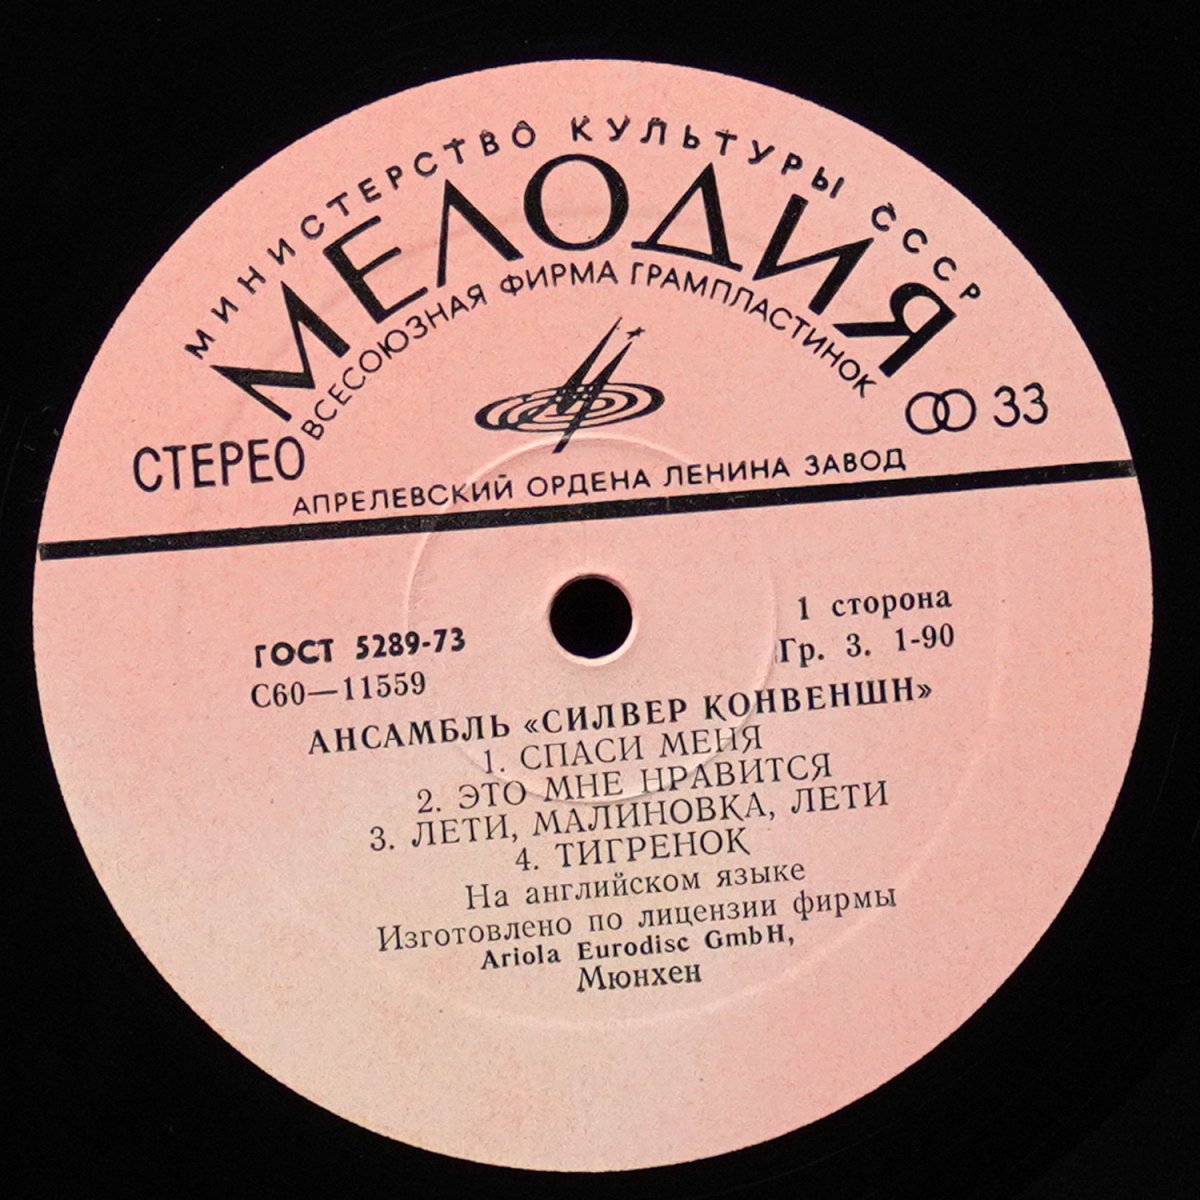 МИНИСТЕРСТВО КУЛЬТУРЫ СССР
МЕЛОДИЯ
ВСЕСОЮЗНАЯ ФИРМА ГРАМПЛАСТИНОК
СТЕРЕО
33
АПРЕЛЕВСКИЙ ОРДЕНА ЛЕНИНА ЗАВОД
ГОСТ 5289-73
1 сторона
С60—11559
Гр. 3. 1-90
АНСАМБЛЬ «СИЛВЕР КОНВЕНШН»
1. СПАСИ МЕНЯ
2. ЭТО МНЕ НРАВИТСЯ
3. ЛЕТИ, МАЛИНОВКА, ЛЕТИ
4. ТИГРЕНОК
На английском языке
Изготовлено по лицензии фирмы
Ariola Eurodisc GmbH,
Мюнхен